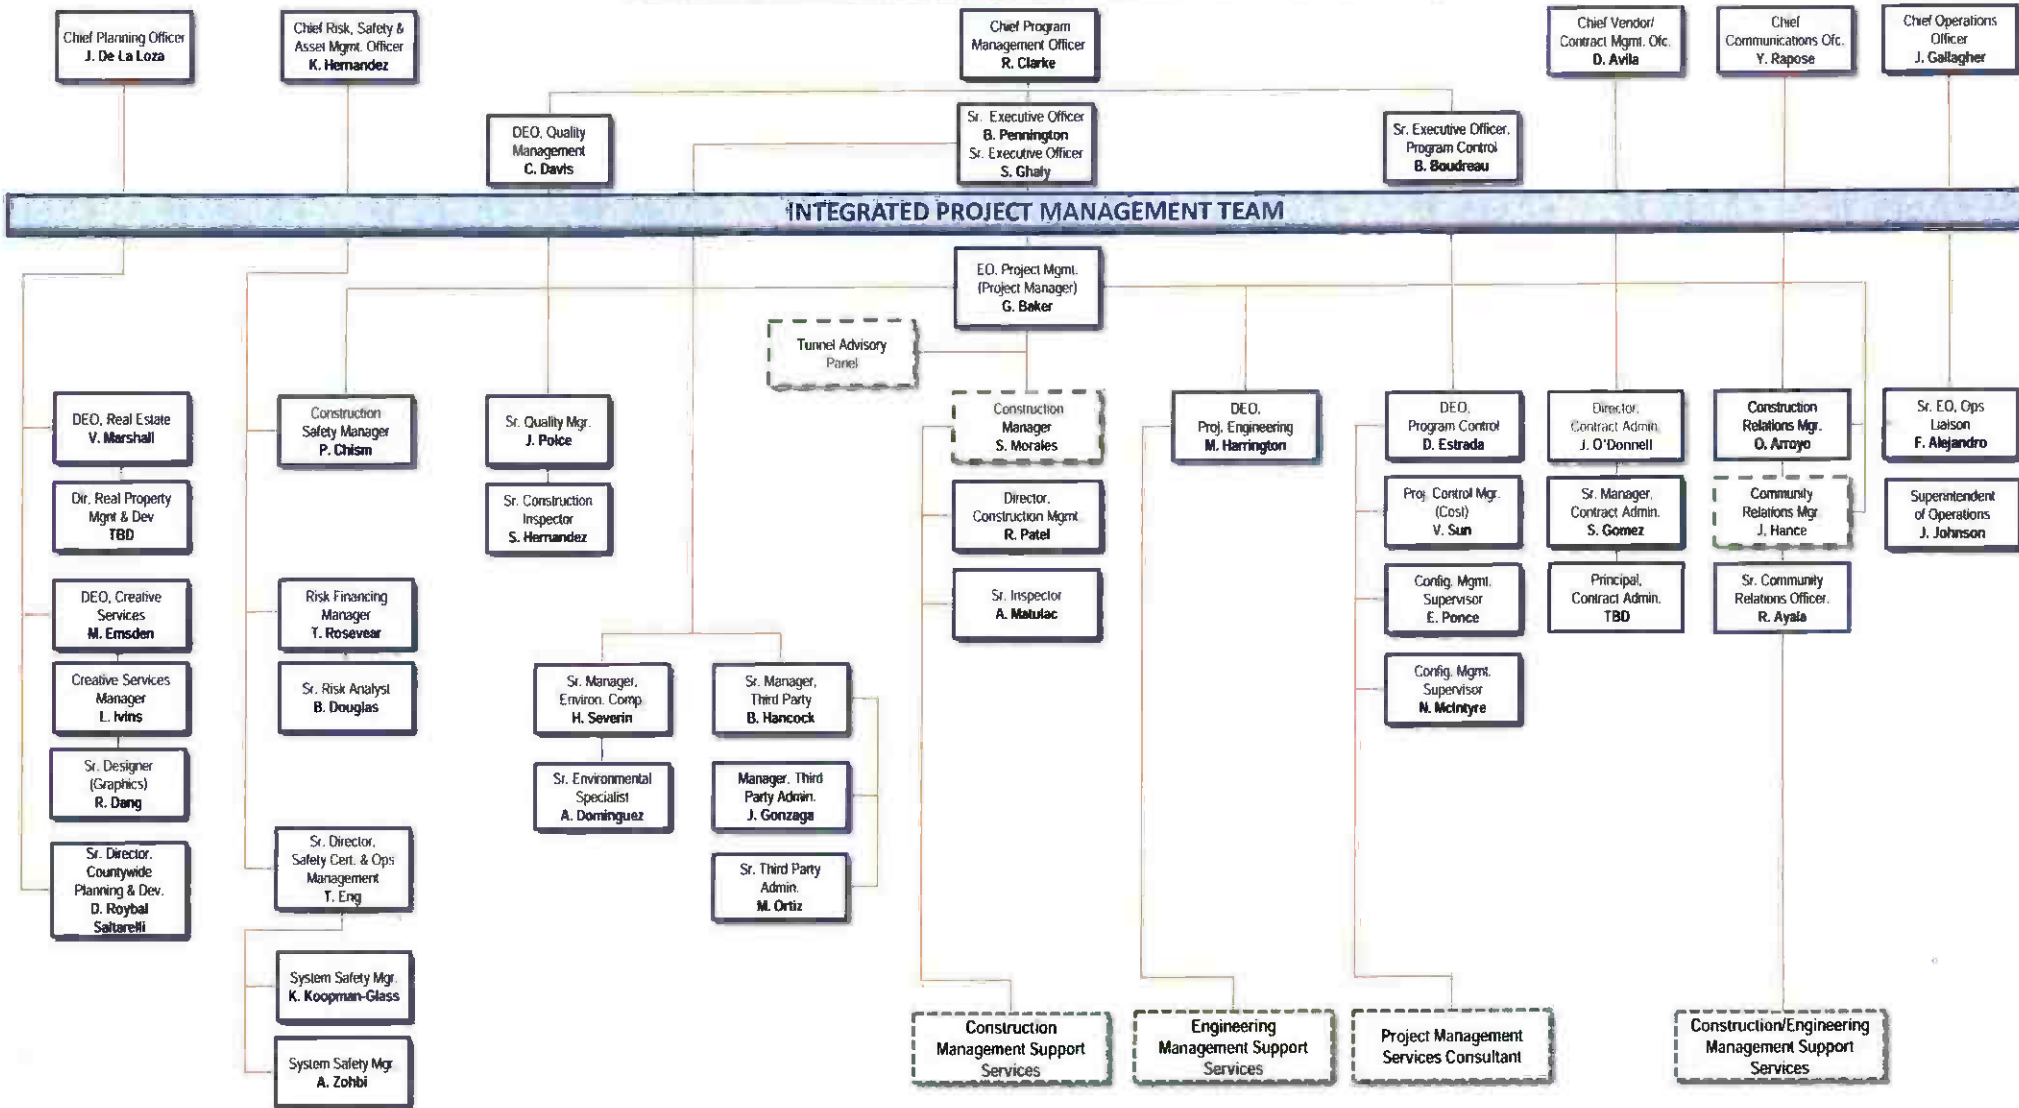 Chief Planning Officer
J. De La Loza
Chief Risk, Safety &
Asset Mgmt. Officer
K. Hernandez
Chief Program
Management Officer
R. Clarke
Chief Vendor/
Contract Mgmt. Ofc.
D. Avila
Chief
Communications Ofc.
Y. Rapose
Chief Operations
Officer
J. Gallagher
DEO, Quality
Management
C. Davis
Sr. Executive Officer
B. Pennington
Sr. Executive Officer
S. Ghaly
Sr. Executive Officer,
Program Control
B. Boudreau
INTEGRATED PROJECT MANAGEMENT TEAM
EO, Project Mgmt.
(Project Manager)
G. Baker
Tunnel Advisory
Panel
DEO, Real Estate
V. Marshall
Construction
Safety Manager
P. Chism
Sr. Quality Mgr.
J. Polce
Construction
Manager
S. Morales
DEO,
Proj. Engineering
M. Harrington
DEO,
Program Control
D. Estrada
Director,
Contract Admin.
J. O'Donnell
Construction
Relations Mgr.
O. Arroyo
Sr. EO, Ops
Liaison
F. Alejandro
Dir, Real Property
Mgnt & Dev
TBD
Sr. Construction
Inspector
S. Hernandez
Director,
Construction Mgmt
R. Patel
Proj. Control Mgr.
(Cost)
V. Sun
Sr. Manager,
Contract Admin.
S. Gomez
Community
Relations Mgr
J. Hance
Superintendent
of Operations
J. Johnson
DEO, Creative
Services
M. Emsden
Risk Financing
Manager
T. Rosevear
Sr. Inspector
A. Matulac
Config. Mgmt.
Supervisor
E. Ponce
Principal,
Contract Admin.
TBD
Sr. Community
Relations Officer.
R. Ayala
Creative Services
Manager
L. Ivins
Sr. Risk Analyst
B. Douglas
Sr. Manager,
Environ. Comp.
H. Severin
Sr. Manager,
Third Party
B. Hancock
Config. Mgmt.
Supervisor
N. McIntyre
Sr. Designer
(Graphics)
R. Dang
Sr. Environmental
Specialist
A. Dominguez
Manager, Third
Party Admin.
J. Gonzaga
Sr. Director,
Countywide
Planning & Dev.
D. Roybal
Saltarelli
Sr. Director,
Safety Cert. & Ops
Management
T. Eng
Sr. Third Party
Admin.
M. Ortiz
System Safety Mgr.
K. Koopman-Glass
System Safety Mgr
A. Zohbi
Construction
Management Support
Services
Engineering
Management Support
Services
Project Management
Services Consultant
Construction/Engineering
Management Support
Services